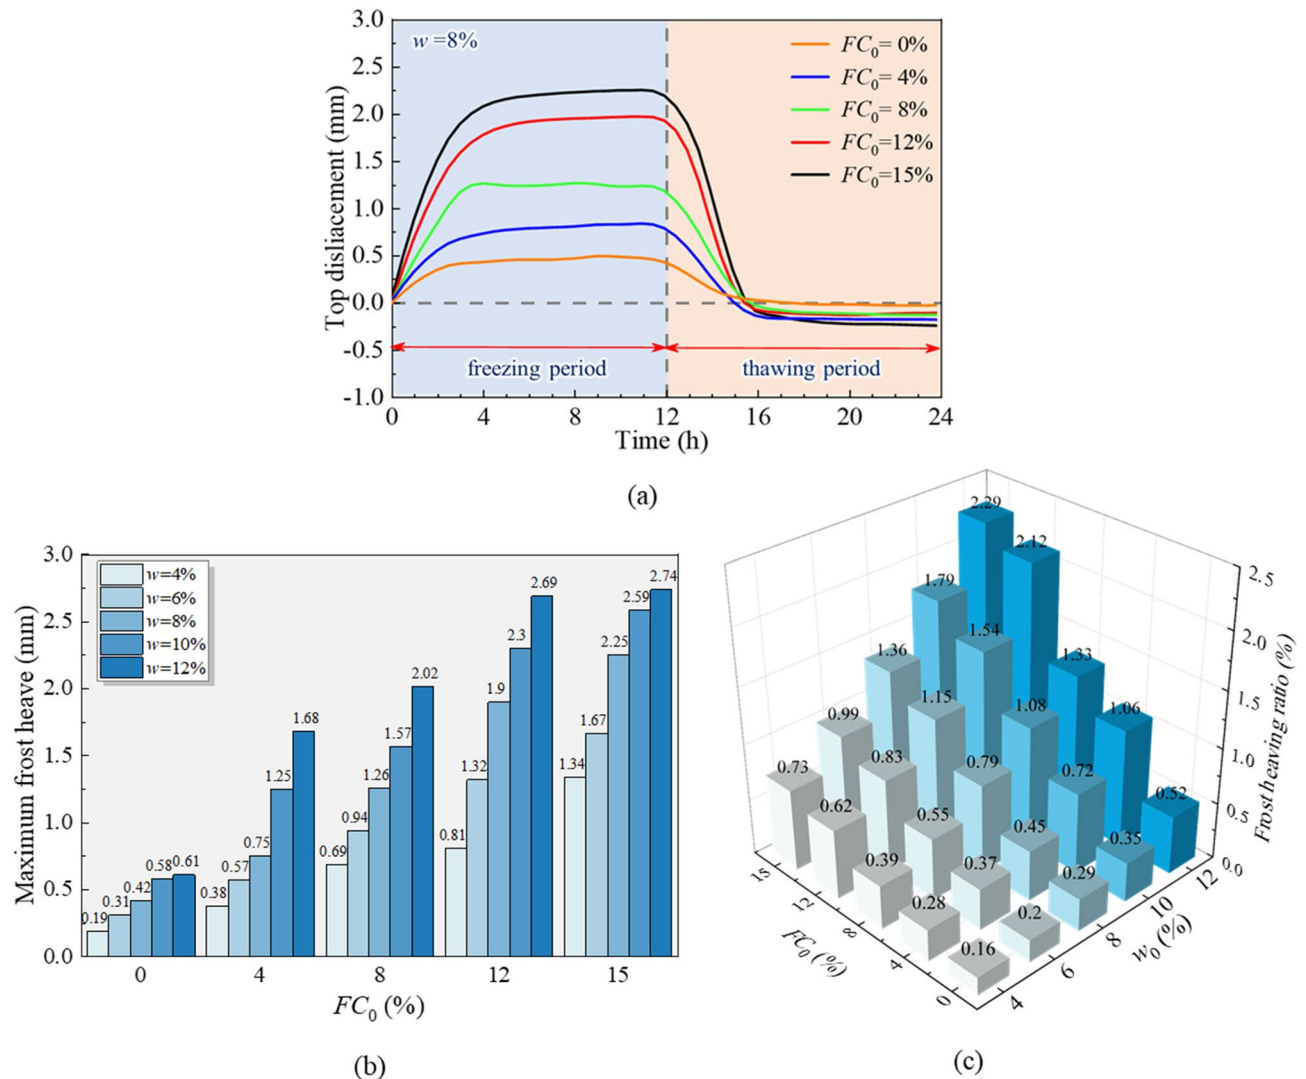 3.0
2.5
2.0
1.5
1.0
0.5
0.0
-0.5
-1.0
Top disliacement (mm)
w =8%
FC0= 0%
FC0= 4%
FC0= 8%
FC0=12%
FC0=15%
freezing period
thawing period
0 4 8 12 16 20 24
Time (h)
(a)
3.0
2.5
2.0
1.5
1.0
0.5
0.0
Maximum frost heave (mm)
w=4%
w=6%
w=8%
w=10%
w=12%
0.19 0.31 0.42 0.58 0.61
0.38 0.57 0.75 1.25 1.68
0.69 0.94 1.26 1.57 2.02
0.81 1.32 1.9 2.3 2.69
1.34 1.67 2.25 2.59 2.74
0 4 8 12 15
FC0 (%)
(b)
2.29
2.12
1.79
1.54
1.36
1.33
1.15
1.08
1.06
0.99
0.83
0.79
0.72
0.73
0.62
0.55
0.45
0.52
0.39
0.37
0.35
0.28
0.29
0.2
0.16
2.5
2.0
1.5
1.0
0.5
0.0
Frost heaving ratio (%)
15 12 8 4 0
FC0 (%)
4 6 8 10 12
w0 (%)
(c)